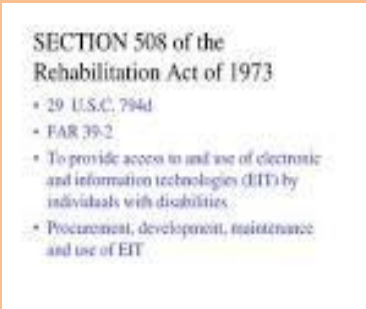 SECTION 508 of the
Rehabilitation Act of 1973
• 29 U.S.C. 794d
• FAR 39-2
• To provide access to and use of electronic
and information technologies (EIT) by
individuals with disabilities
• Procurement, development, maintenance
and use of EIT